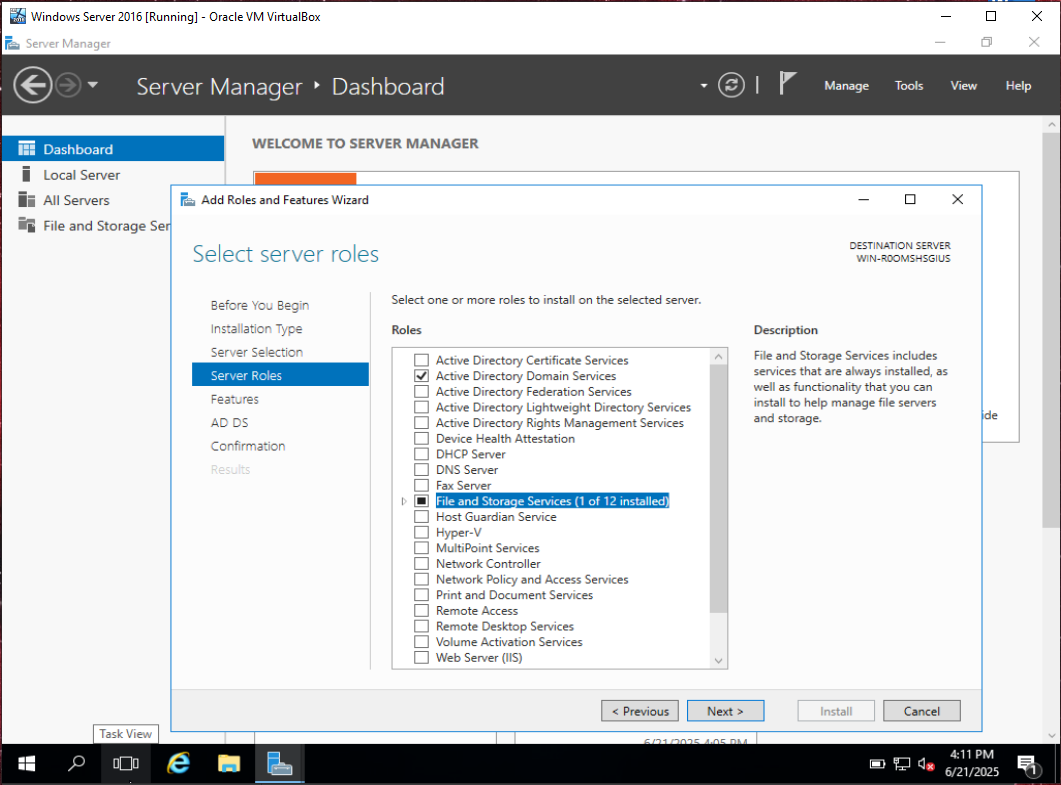 Windows Server 2016 [Running] - Oracle VM VirtualBox
Server Manager
Server Manager ‣ Dashboard
Manage
Tools
View
Help
Dashboard
Local Server
All Servers
File and Storage Ser
WELCOME TO SERVER MANAGER
Add Roles and Features Wizard
Select server roles
DESTINATION SERVER
WIN-R0OMSHSGIUS
Before You Begin
Installation Type
Server Selection
Server Roles
Features
AD DS
Confirmation
Results
Select one or more roles to install on the selected server.
Roles
Active Directory Certificate Services
Active Directory Domain Services
Active Directory Federation Services
Active Directory Lightweight Directory Services
Active Directory Rights Management Services
Device Health Attestation
DHCP Server
DNS Server
Fax Server
File and Storage Services (1 of 12 installed)
Host Guardian Service
Hyper-V
MultiPoint Services
Network Controller
Network Policy and Access Services
Print and Document Services
Remote Access
Remote Desktop Services
Volume Activation Services
Web Server (IIS)
Description
File and Storage Services includes
services that are always installed, as
well as functionality that you can
install to help manage file servers
and storage.
ide
< Previous
Next >
Install
Cancel
6/21/2025 4:05 PM
Task View
4:11 PM
6/21/2025
1